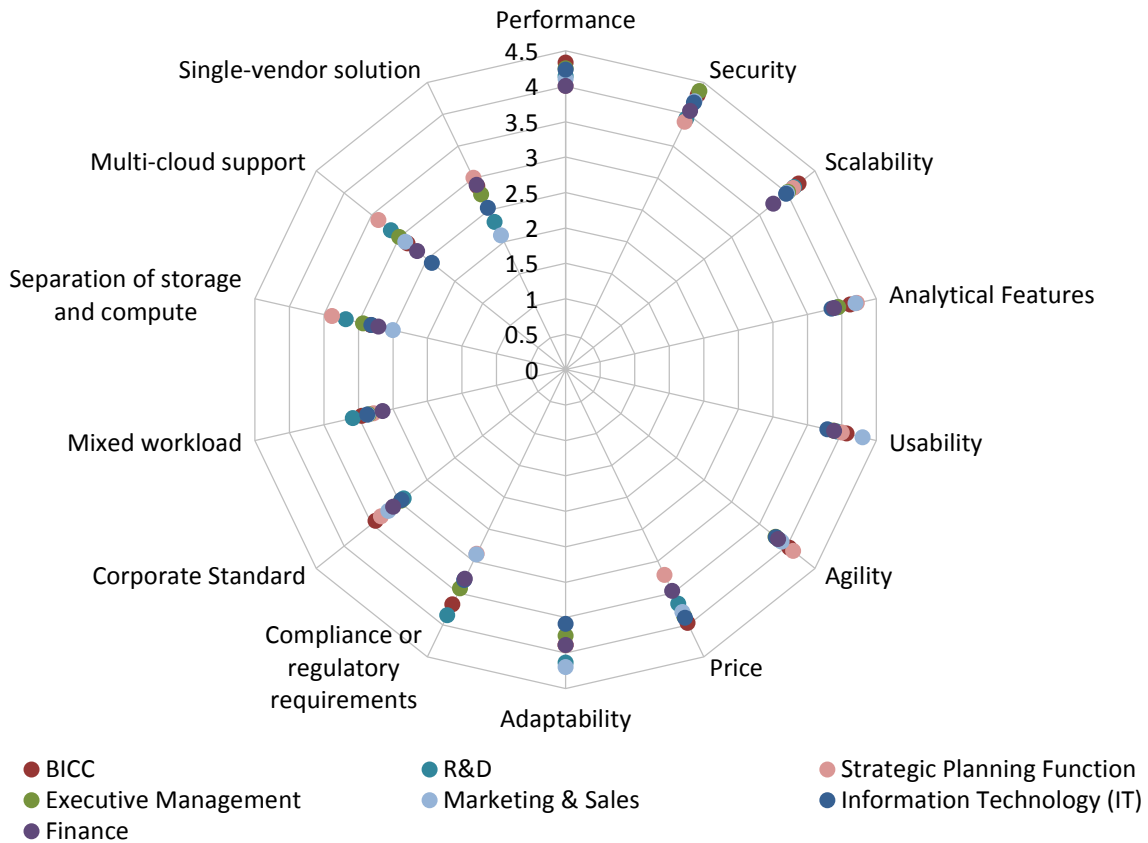 Performance
4.5
4
3.5
3
2.5
2
1.5
1
0.5
0
Security
Scalability
Analytical Features
Usability
Agility
Price
Adaptability
Compliance or
regulatory
requirements
Corporate Standard
Mixed workload
Separation of storage
and compute
Multi-cloud support
Single-vendor solution
BICC
R&D
Strategic Planning Function
Executive Management
Marketing & Sales
Information Technology (IT)
Finance